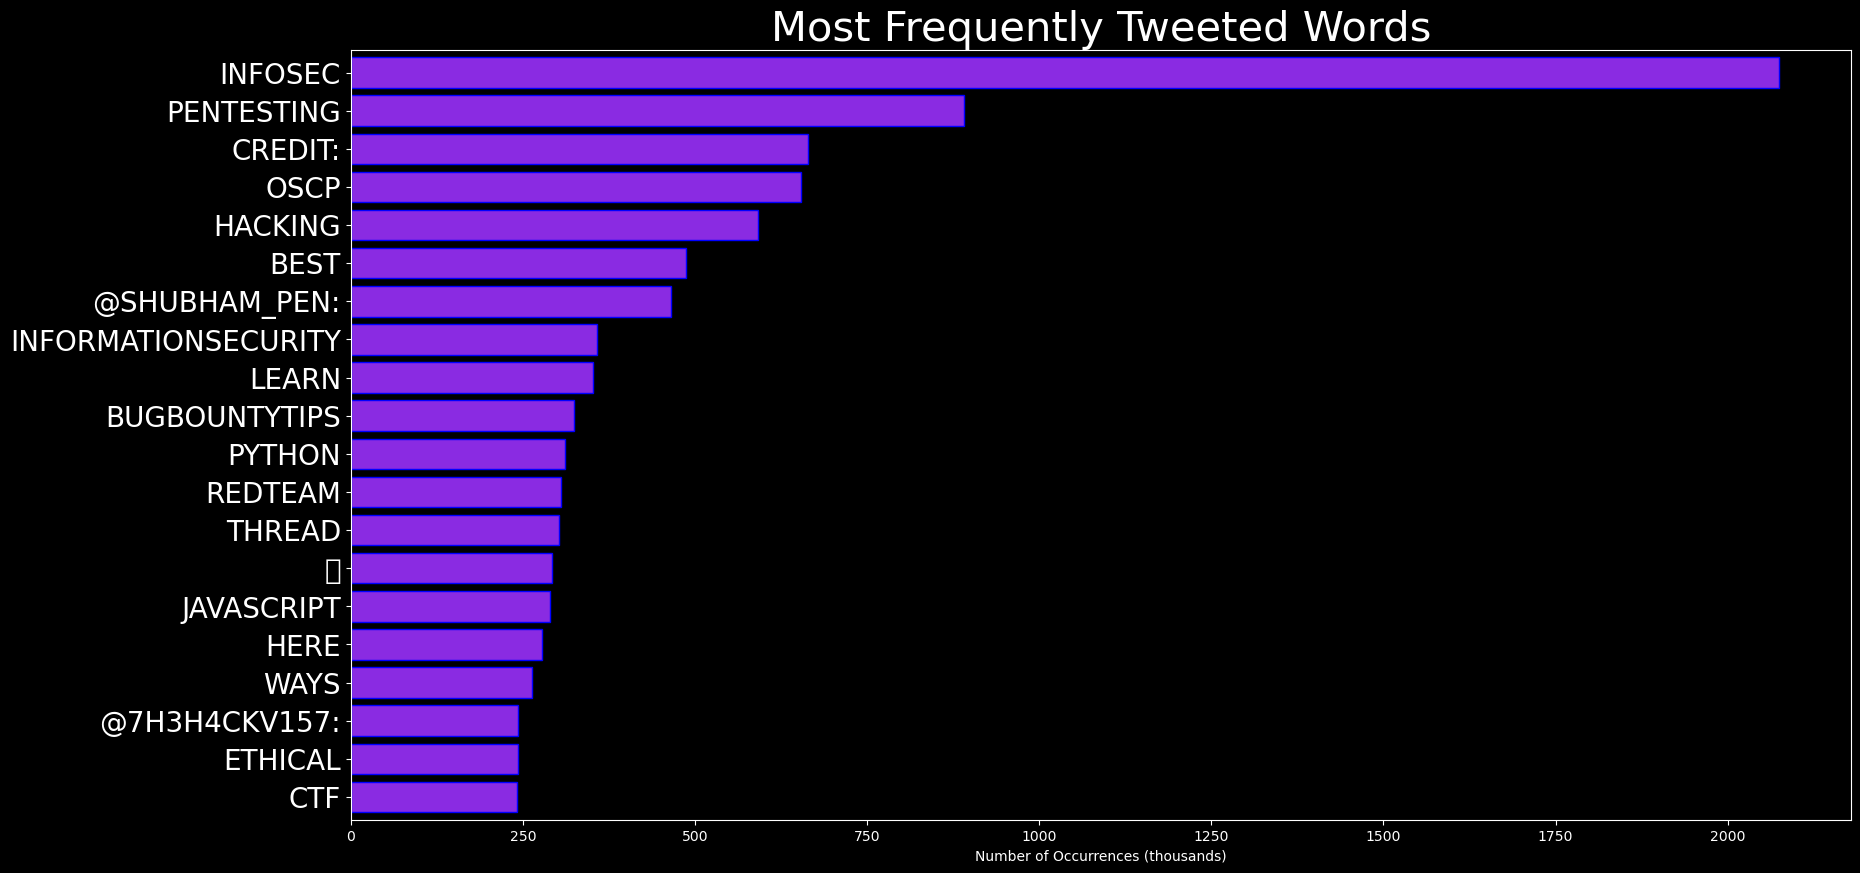 Most Frequently Tweeted Words
INFOSEC
PENTESTING
CREDIT:
OSCP
HACKING
BEST
@SHUBHAM_PEN:
INFORMATIONSECURITY
LEARN
BUGBOUNTYTIPS
PYTHON
REDTEAM
THREAD
JAVASCRIPT
HERE
WAYS
@7H3H4CKV157:
ETHICAL
CTF
0 250 500 750 1000 1250 1500 1750 2000
Number of Occurrences (thousands)